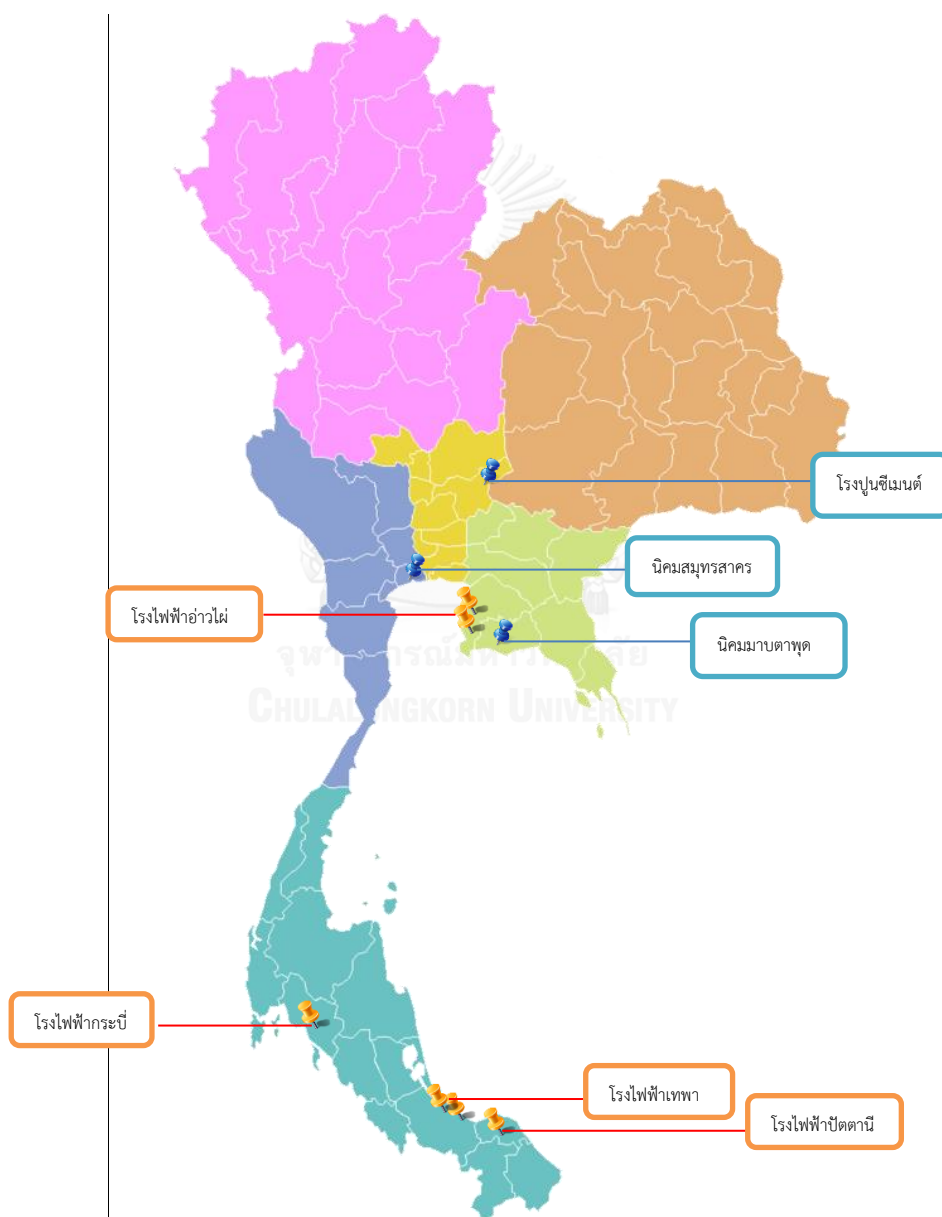 โรงปูนซีเมนต์
นิคมสมุทรสาคร
โรงไฟฟ้าอ่าวไผ่
นิคมมาบตาพุด
CHULALONGKORN UNIVERSITY
โรงไฟฟ้ากระบี่
โรงไฟฟ้าเทพา
โรงไฟฟ้าปัตตานี